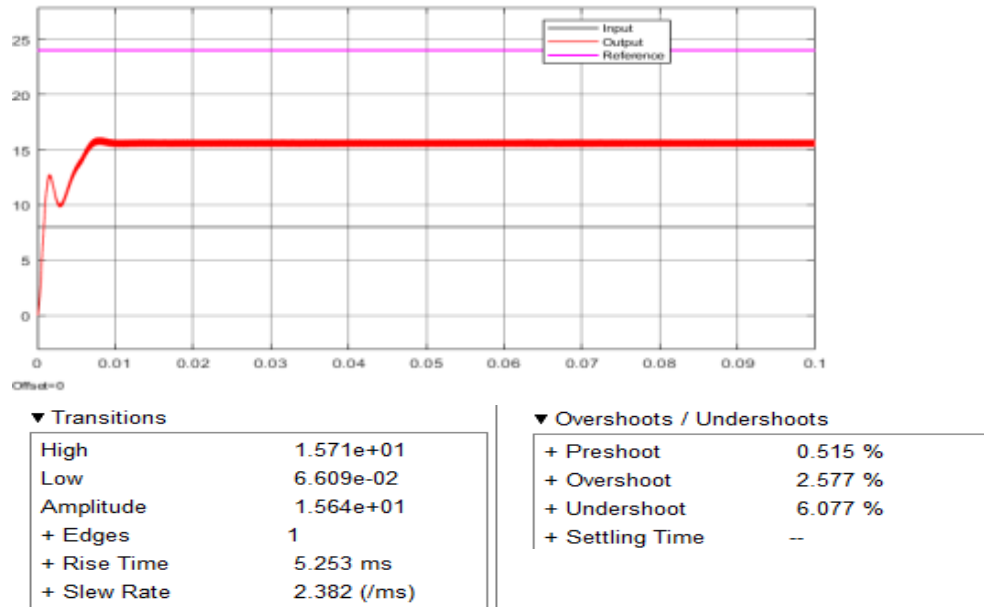 Input
Output
Reference
25
20
15
10
5
0
0 0.01 0.02 0.03 0.04 0.05 0.06 0.07 0.08 0.09 0.1
Offset=0
▼ Transitions
High 1.571e+01
Low 6.609e-02
Amplitude 1.564e+01
+ Edges 1
+ Rise Time 5.253 ms
+ Slew Rate 2.382 (/ms)
▼ Overshoots / Undershoots
+ Preshoot 0.515 %
+ Overshoot 2.577 %
+ Undershoot 6.077 %
+ Settling Time --